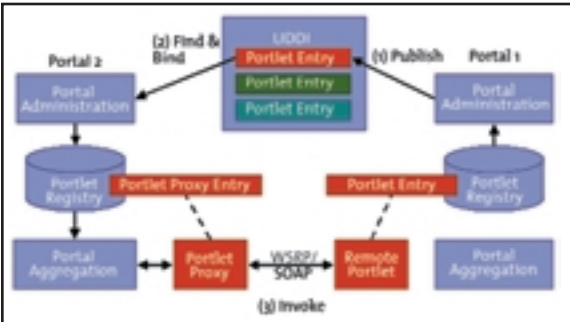 UDDI
(2) Find &
Bind
Portlet Entry
(1) Publish
Portal 2
Portal 1
Portlet Entry
Portal
Administration
Portal
Administration
Portlet Entry
Portlet
Registry
Portlet Proxy Entry
Portlet Entry
Portlet
Registry
Portal
Aggregation
Portlet
Proxy
WSRP/
SOAP
Remote
Portlet
Portal
Aggregation
(3) Invoke